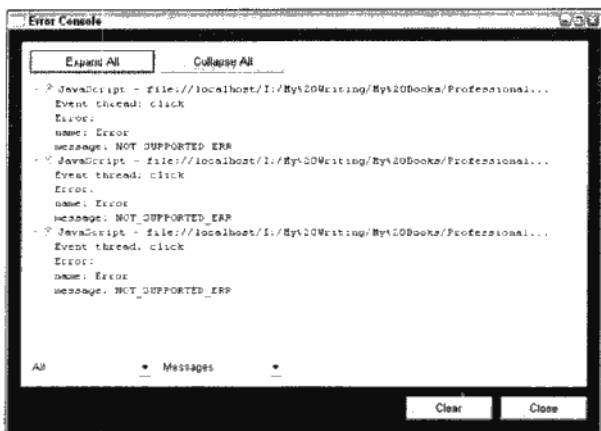 Error Console
Expand All Collapse All
- ? JavaScript - file://localhost/I:/My%20Writing/My%20Books/Professional...
Event thread: click
Error:
name: Error
message: NOT_SUPPORTED_ERR
- ? JavaScript - file://localhost/I:/My%20Writing/My%20Books/Professional...
Event thread: click
Error:
name: Error
message: NOT_SUPPORTED_ERR
- ? JavaScript - file://localhost/I:/My%20Writing/My%20Books/Professional...
Event thread: click
Error:
name: Error
message: NOT_SUPPORTED_ERR
All Messages
Clear Close